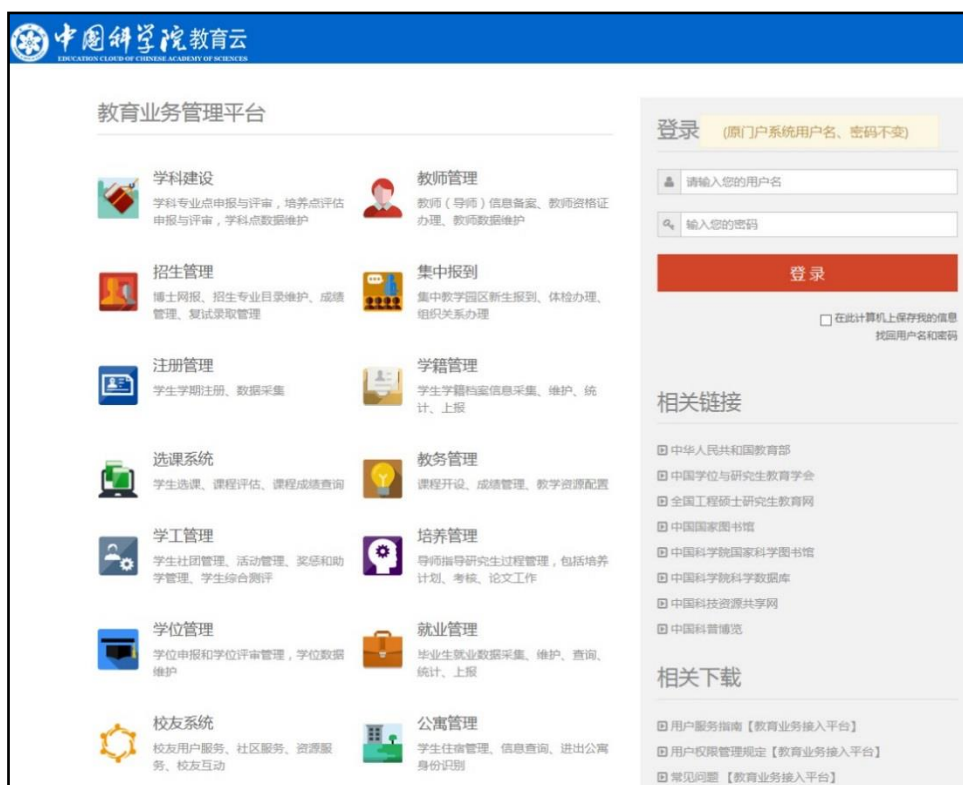 中国科学院教育云
EDUCATION CLOUD OF CHINESE ACADEMY OF SCIENCES
教育业务管理平台
学科建设
学科专业点申报与评审，培养点评估
申报与评审，学科点数据维护
教师管理
教师（导师）信息备案、教师资格证
办理、教师数据维护
招生管理
博士网报、招生专业目录维护、成绩
管理、复试录取管理
集中报到
集中教学园区新生报到、体检办理、
组织关系办理
注册管理
学生学期注册、数据采集
学籍管理
学生学籍档案信息采集、维护、统
计、上报
选课系统
学生选课、课程评估、课程成绩查询
教务管理
课程开设、成绩管理、教学资源配置
学工管理
学生社团管理、活动管理、奖惩和助
学管理、学生综合测评
培养管理
导师指导研究生过程管理，包括培养
计划、考核、论文工作
学位管理
学位申报和学位评审管理，学位数据
维护
就业管理
毕业生就业数据采集、维护、查询、
统计、上报
校友系统
校友用户服务、社区服务、资源服
务、校友互动
公寓管理
学生住宿管理、信息查询、进出公寓
身份识别
登录 (原门户系统用户名、密码不变)
请输入您的用户名
输入您的密码
登录
在此计算机上保存我的信息
找回用户名和密码
相关链接
中华人民共和国教育部
中国学位与研究生教育学会
全国工程硕士研究生教育网
中国国家图书馆
中国科学院国家科学图书馆
中国科学院科学数据库
中国科技资源共享网
中国科普博览
相关下载
用户服务指南【教育业务接入平台】
用户权限管理规定【教育业务接入平台】
常见问题 【教育业务接入平台】